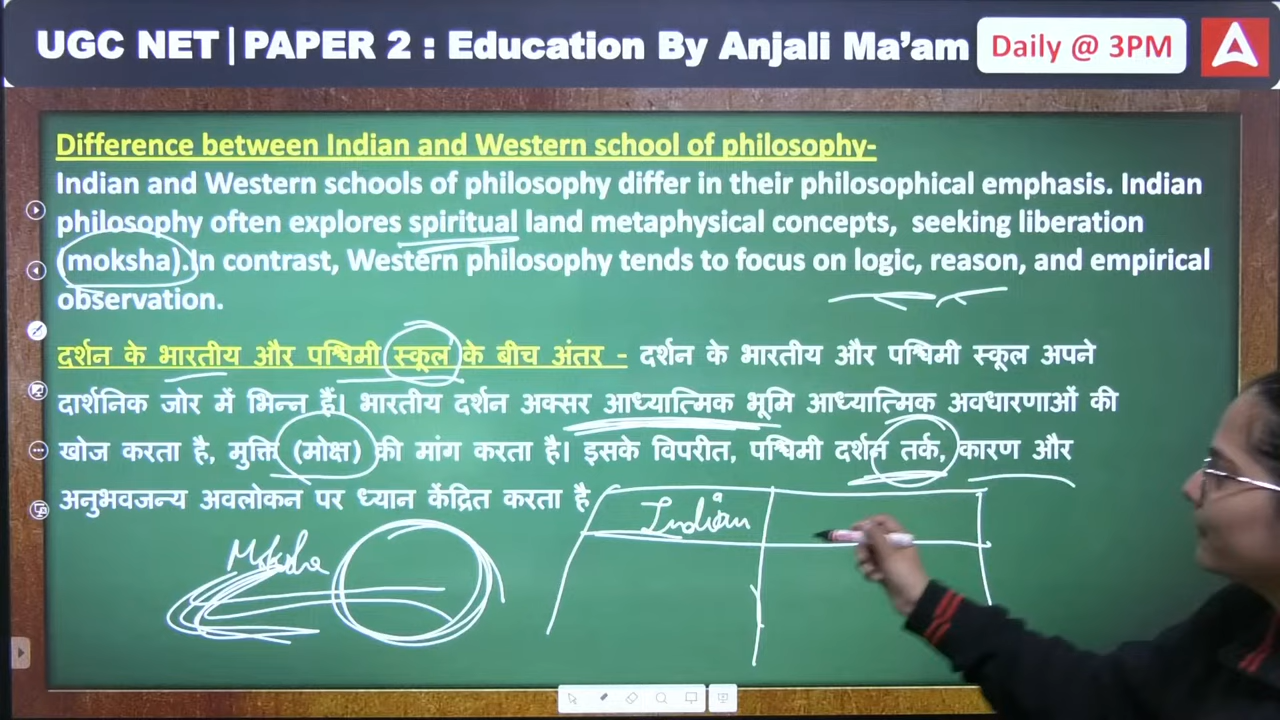 UGC NET | PAPER 2 : Education By Anjali Ma’am
Daily @ 3PM
Difference between Indian and Western school of philosophy-
Indian and Western schools of philosophy differ in their philosophical emphasis. Indian
philosophy often explores spiritual land metaphysical concepts, seeking liberation
(moksha).In contrast, Western philosophy tends to focus on logic, reason, and empirical
observation.
दर्शन के भारतीय और पश्चिमी स्कूल के बीच अंतर - दर्शन के भारतीय और पश्चिमी स्कूल अपने
दार्शनिक जोर में भिन्न हैं। भारतीय दर्शन अक्सर आध्यात्मिक भूमि आध्यात्मिक अवधारणाओं की
खोज करता है, मुक्ति (मोक्ष) की मांग करता है। इसके विपरीत, पश्चिमी दर्शन तर्क, कारण और
अनुभवजन्य अवलोकन पर ध्यान केंद्रित करता है
Indian
Moksha